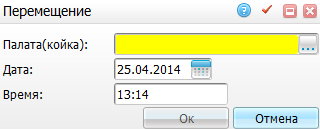 Перемещение
Палата(койка): ...
Дата: 25.04.2014
Время: 13:14
Ок Отмена